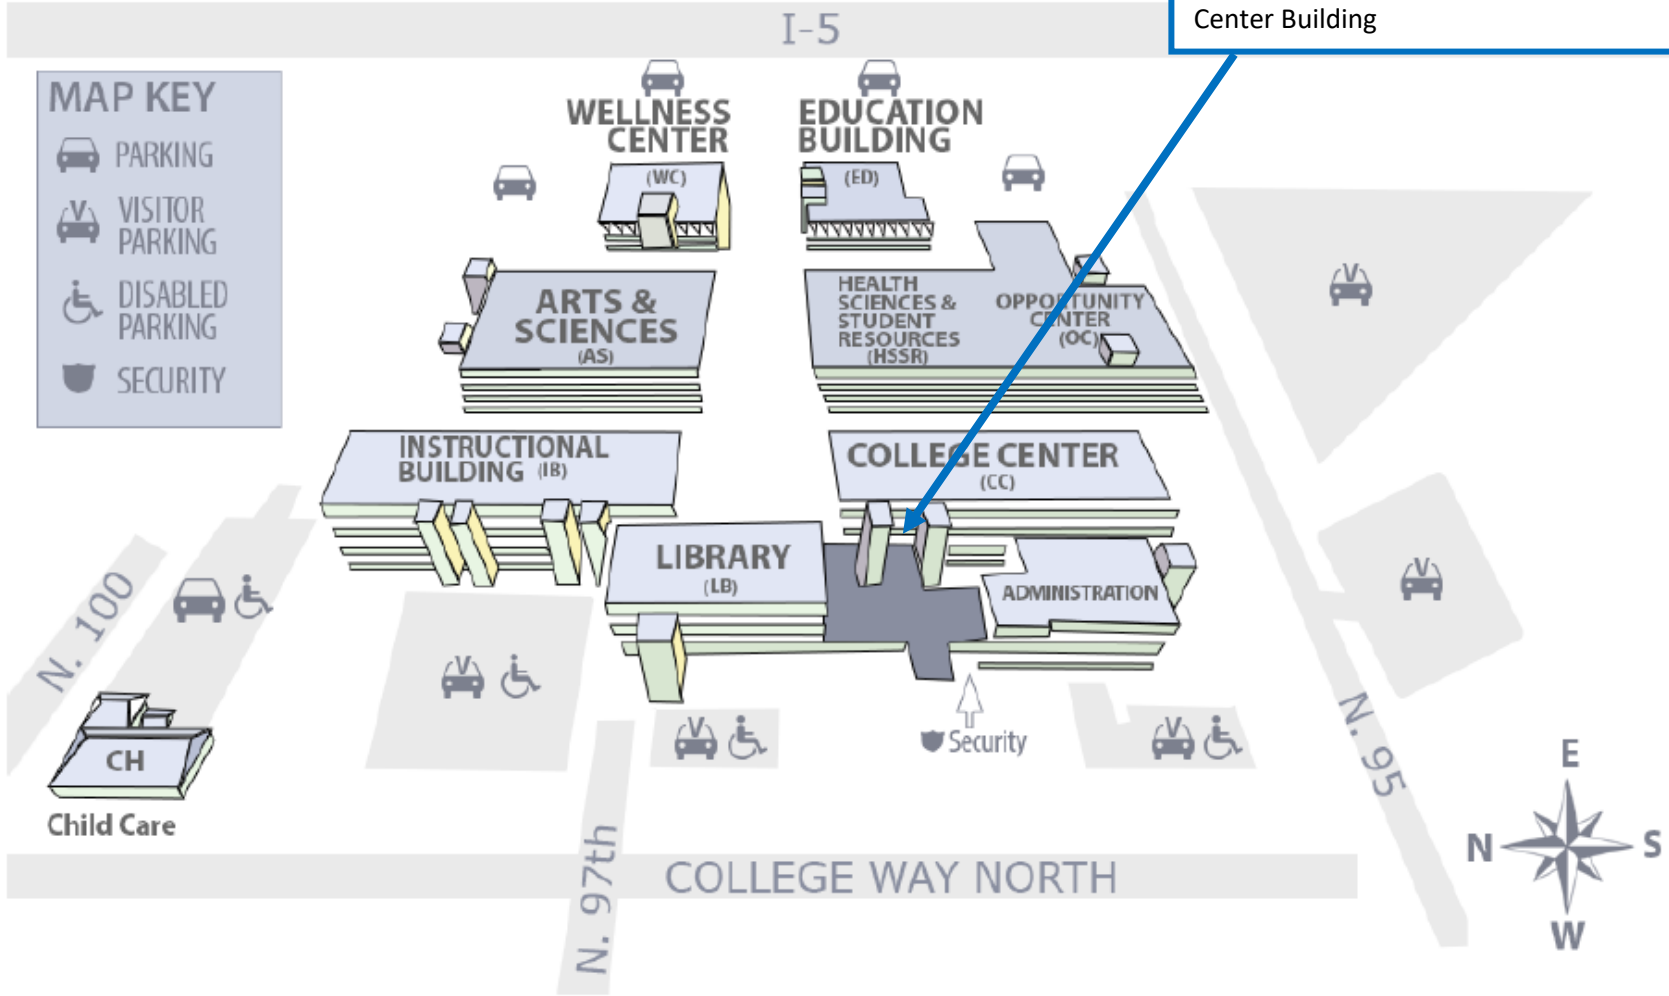 Center Building
I-5
MAP KEY
PARKING
VISITOR
PARKING
DISABLED
PARKING
SECURITY
WELLNESS
CENTER
(WC)
EDUCATION
BUILDING
(ED)
ARTS &
SCIENCES
(AS)
HEALTH
SCIENCES &
STUDENT
RESOURCES
(HSSR)
OPPORTUNITY
CENTER
(OC)
INSTRUCTIONAL
BUILDING (IB)
COLLEGE CENTER
(CC)
LIBRARY
(LB)
ADMINISTRATION
V
V
V
V
V
N. 100
CH
Child Care
Security
N. 95
N. 97th
COLLEGE WAY NORTH
E
N
S
W